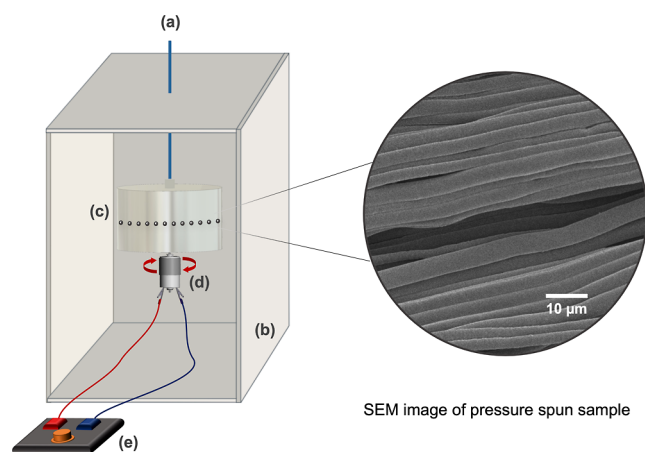 (a)
(c)
(d)
(b)
(e)
10 µm
SEM image of pressure spun sample